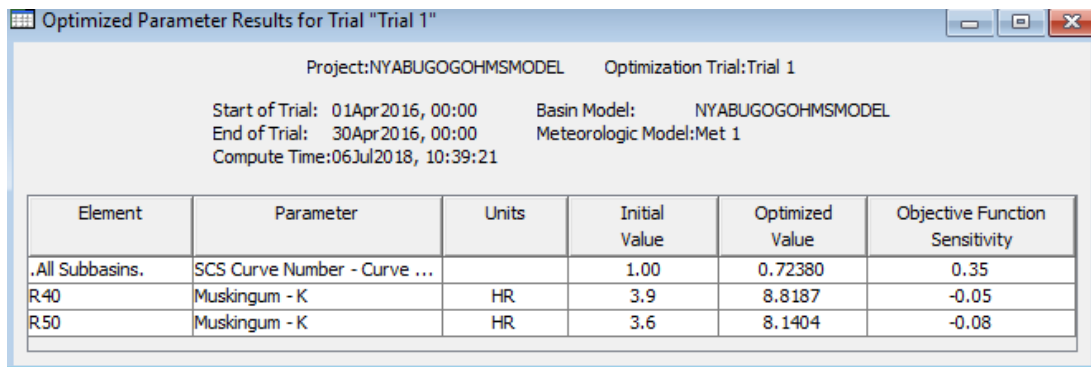 Optimized Parameter Results for Trial "Trial 1"
Project:NYABUGOGOHMSMODEL Optimization Trial:Trial 1
Start of Trial: 01Apr2016, 00:00 Basin Model: NYABUGOGOHMSMODEL
End of Trial: 30Apr2016, 00:00 Meteorologic Model:Met 1
Compute Time:06Jul2018, 10:39:21
Element Parameter Units Initial Value Optimized Value Objective Function Sensitivity
.All Subbasins. SCS Curve Number - Curve ... 1.00 0.72380 0.35
R40 Muskingum - K HR 3.9 8.8187 -0.05
R50 Muskingum - K HR 3.6 8.1404 -0.08